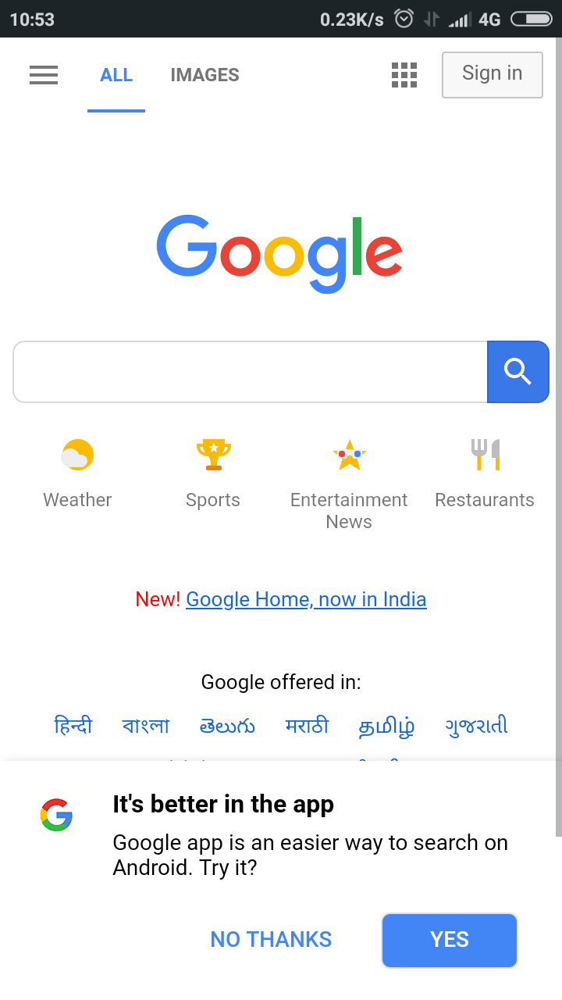 10:53 0.23K/s 4G
ALL IMAGES Sign in
Google
Weather Sports Entertainment News Restaurants
New! Google Home, now in India
Google offered in:
हिन्दी বাংলা తెలుగు मराठी தமிழ் ગુજરાતી
It's better in the app
Google app is an easier way to search on
Android. Try it?
NO THANKS YES